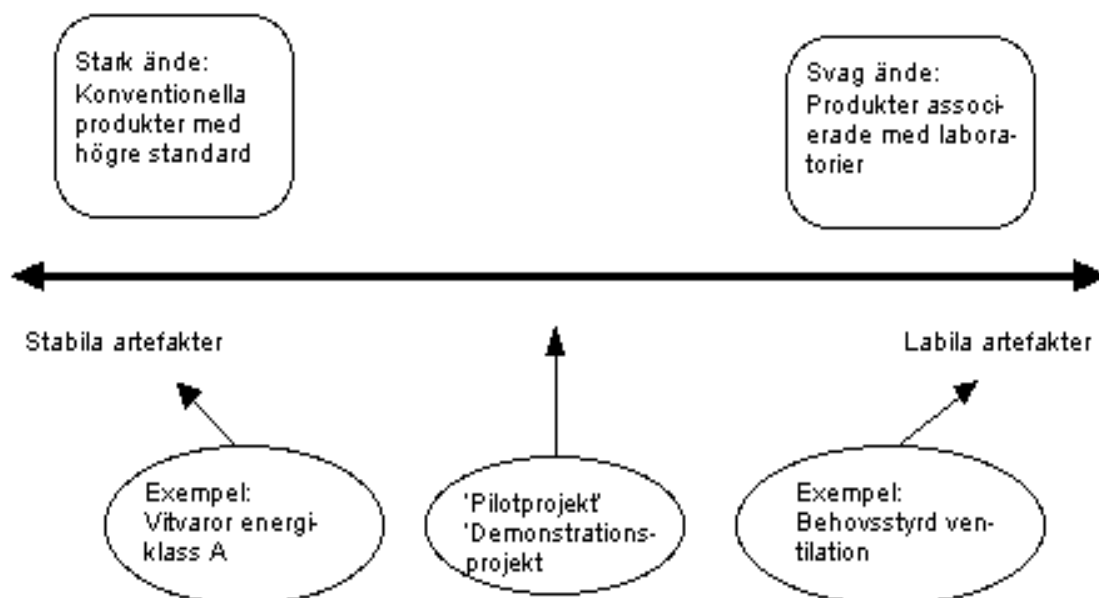 Stark ände:
Konventionella
produkter med
högre standard
Svag ände:
Produkter associ-
erade med labora-
torier
Stabila artefakter
Labila artefakter
Exempel:
Vitvaror energi-
klass A
'Pilotprojekt'
'Demonstrations-
projekt
Exempel:
Behovsstyrd ven-
tilation